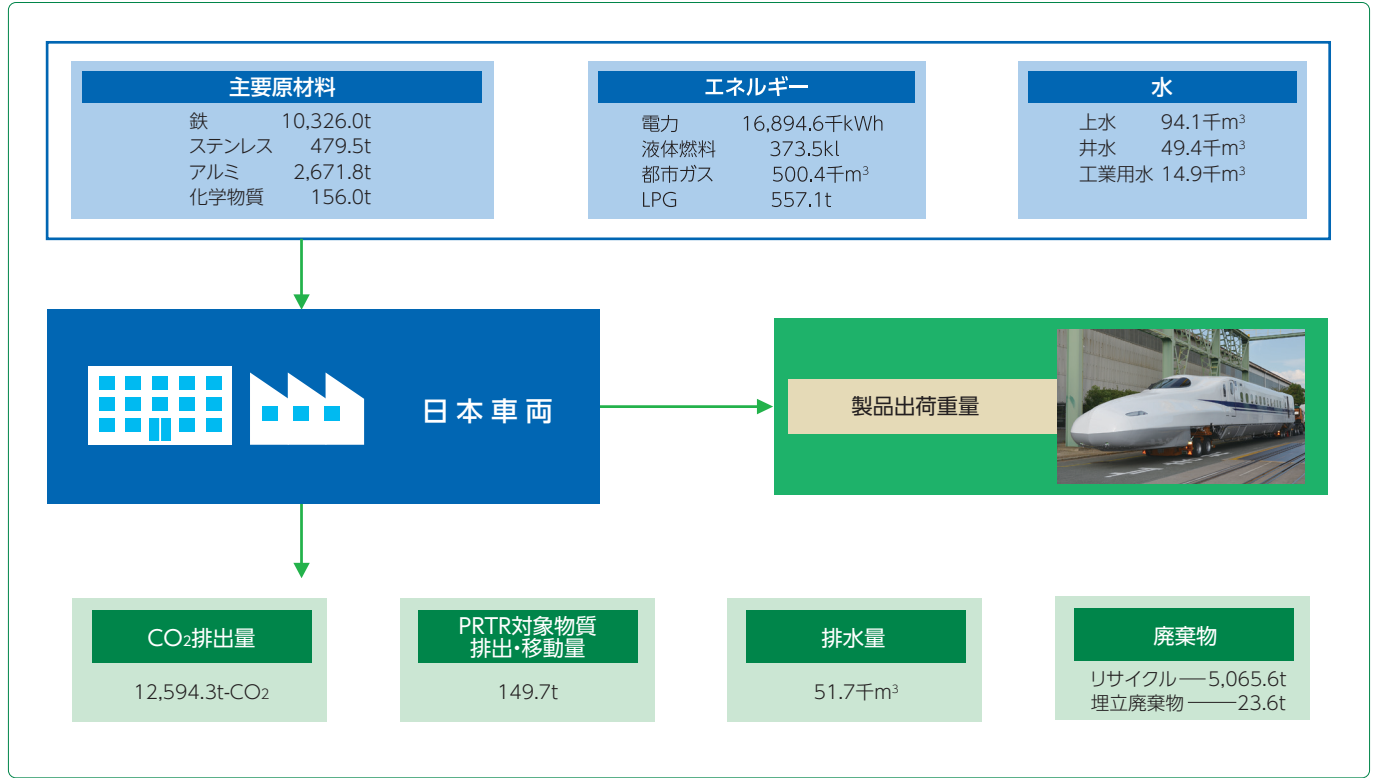 主要原材料
鉄 10,326.0t
ステンレス 479.5t
アルミ 2,671.8t
化学物質 156.0t
エネルギー
電力 16,894.6千kWh
液体燃料 373.5kl
都市ガス 500.4千m³
LPG 557.1t
水
上水 94.1千m³
井水 49.4千m³
工業用水 14.9千m³
日本車両
製品出荷重量
CO₂排出量
12,594.3t-CO₂
PRTR対象物質
排出・移動量
149.7t
排水量
51.7千m³
廃棄物
リサイクル──5,065.6t
埋立廃棄物───23.6t